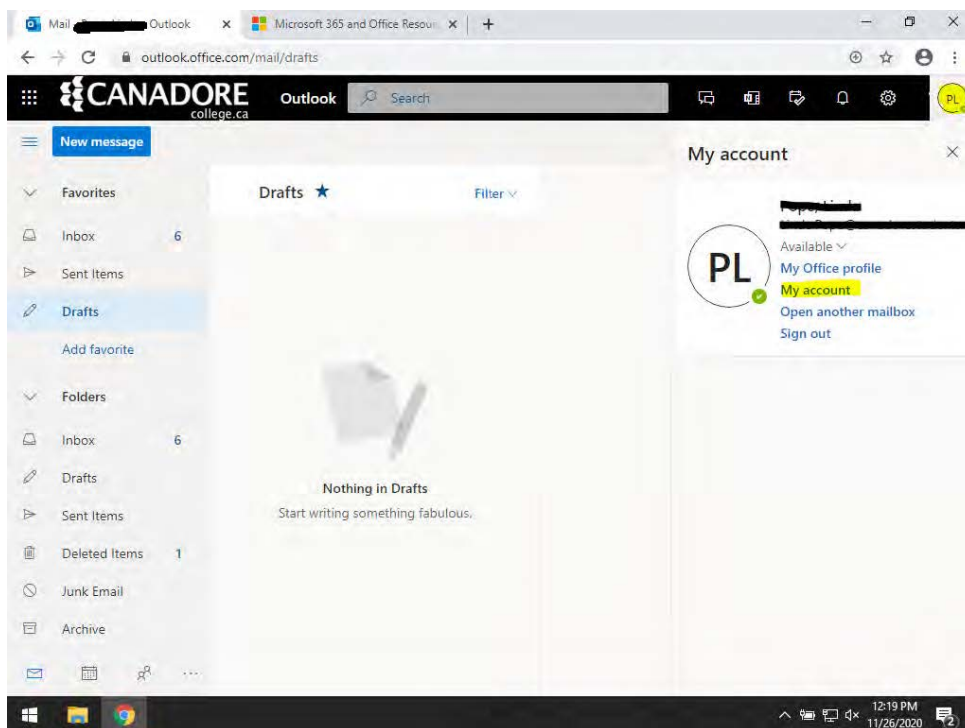 Mail Outlook
Microsoft 365 and Office Resour
outlook.office.com/mail/drafts
CANADORE
college.ca
Outlook
Search
PL
New message
My account
Favorites
Drafts
Filter
Inbox 6
Sent Items
Drafts
Add favorite
Available
PL
My Office profile
My account
Open another mailbox
Sign out
Folders
Inbox 6
Drafts
Sent Items
Deleted Items 1
Junk Email
Archive
Nothing in Drafts
Start writing something fabulous.
12:19 PM
11/26/2020
2